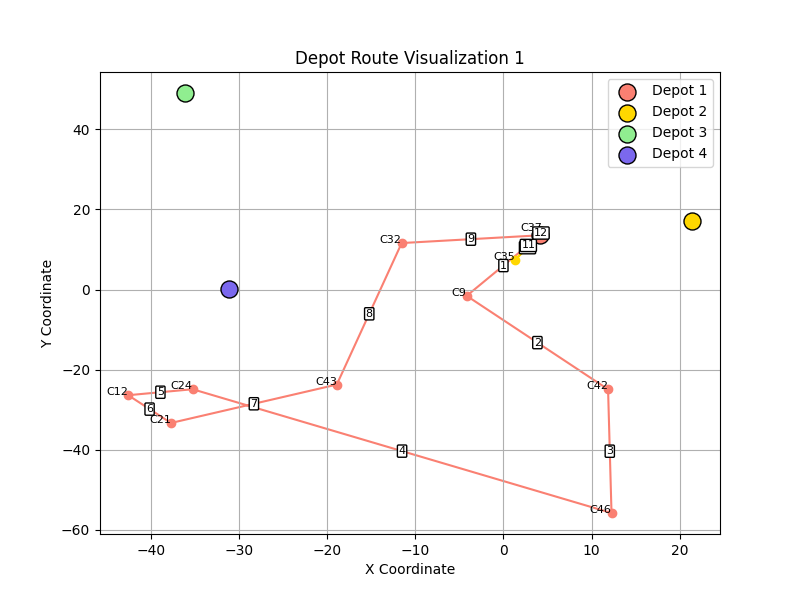 Depot Route Visualization 1
Depot 1
Depot 2
Depot 3
Depot 4
Y Coordinate
40
20
0
−20
−40
−60
C37
12
C32
9
11
C35
1
C9
8
2
C43
C24
C42
C12
5
6
7
C21
4
3
C46
−40
−30
−20
−10
0
10
20
X Coordinate